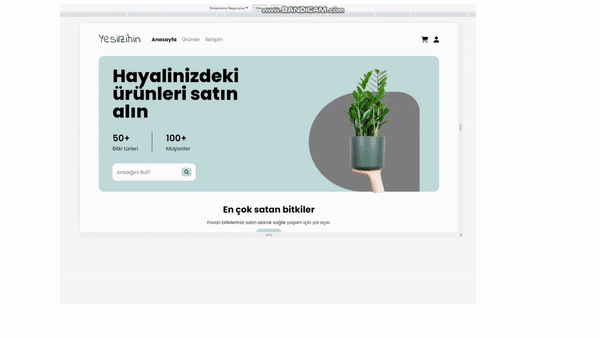 Dimensions: Responsive ▼
www.BANDICAM.com
Yesilzihin
Anasayfa Ürünler İletişim
Hayalinizdeki
ürünleri satın
alın
50+ 100+
Bitki türleri Müşteriler
Aradığını Bul?
En çok satan bitkiler
Favori bitkilerinizi satın alarak sağlık yaşam için yol açın.